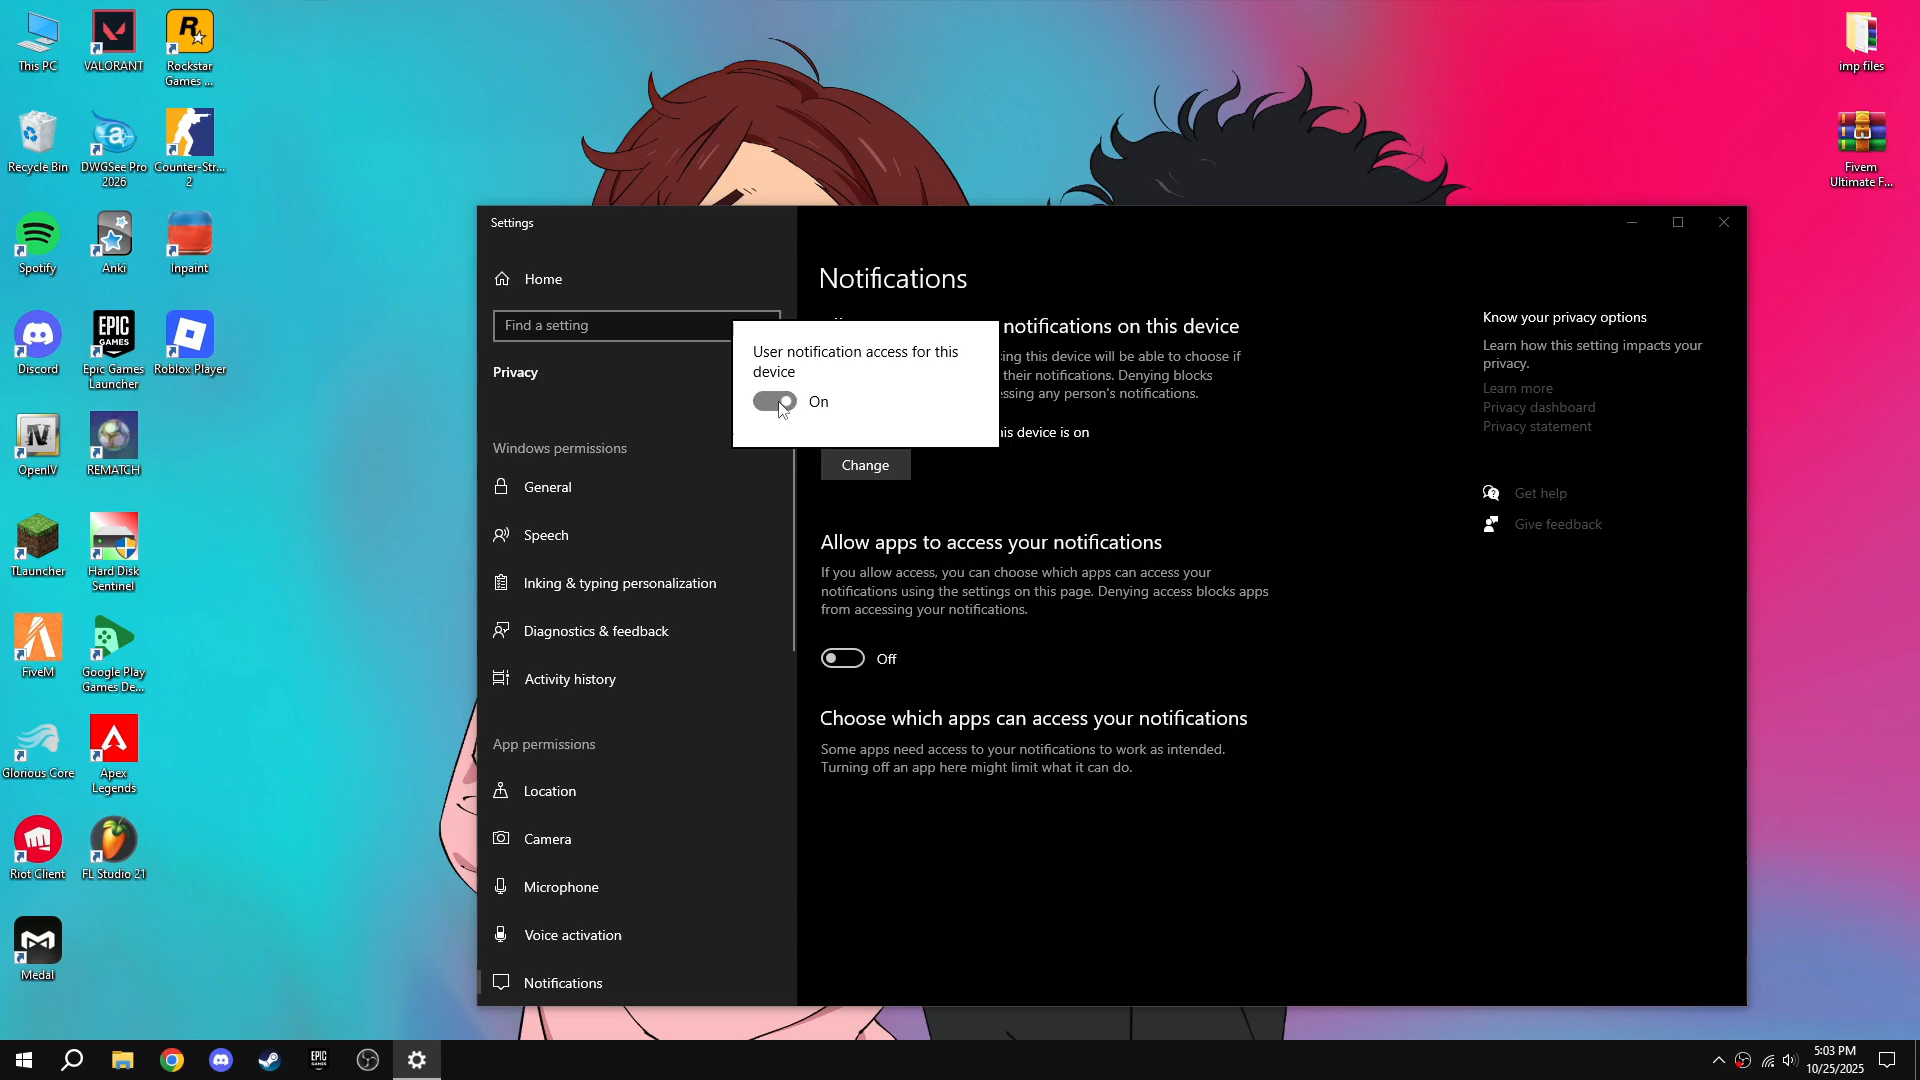 This PC
VALORANT
Rockstar
Games ...
Recycle Bin
DWGSee Pro
2026
Counter-Str...
2
Spotify
Anki
Inpaint
Discord
EPIC
GAMES
Epic Games
Launcher
Roblox Player
OpenIV
REMATCH
TLauncher
Hard Disk
Sentinel
FiveM
Google Play
Games De...
Glorious Core
Apex
Legends
Riot Client
FL Studio 21
Medal
imp files
Fivem
Ultimate F...
Settings
Home
Find a setting
Privacy
Windows permissions
General
Speech
Inking & typing personalization
Diagnostics & feedback
Activity history
App permissions
Location
Camera
Microphone
Voice activation
Notifications
Notifications
notifications on this device
ing this device will be able to choose if
their notifications. Denying blocks
ssing any person's notifications.
User notification access for this
device
On
is device is on
Change
Allow apps to access your notifications
If you allow access, you can choose which apps can access your
notifications using the settings on this page. Denying access blocks apps
from accessing your notifications.
Off
Choose which apps can access your notifications
Some apps need access to your notifications to work as intended.
Turning off an app here might limit what it can do.
Know your privacy options
Learn how this setting impacts your
privacy.
Learn more
Privacy dashboard
Privacy statement
Get help
Give feedback
EPIC
GAMES
5:03 PM
10/25/2025